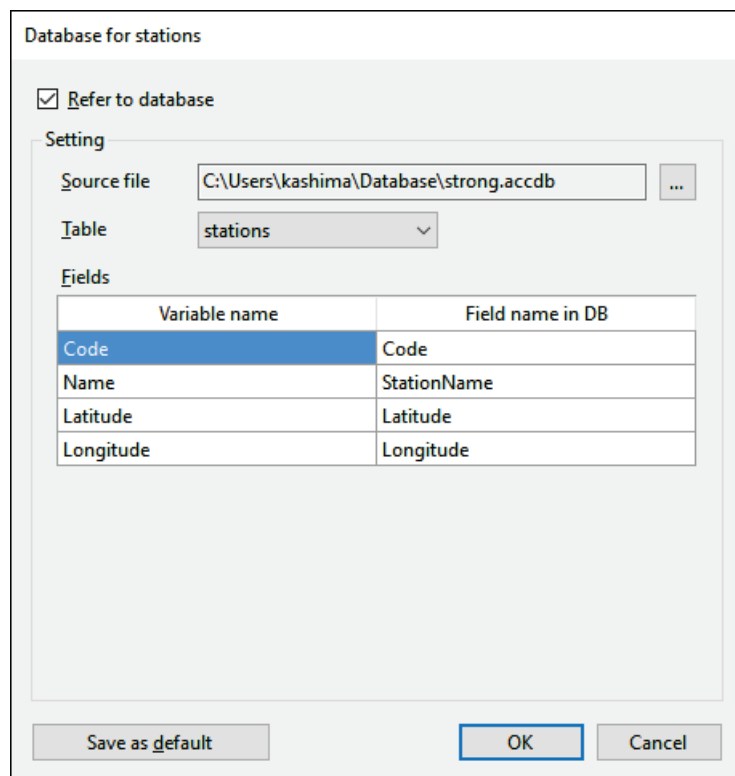 Database for stations
Refer to database
Setting
Source file C:\Users\kashima\Database\strong.accdb ...
Table stations
Fields
Variable name Field name in DB
Code Code
Name StationName
Latitude Latitude
Longitude Longitude
Save as default OK Cancel